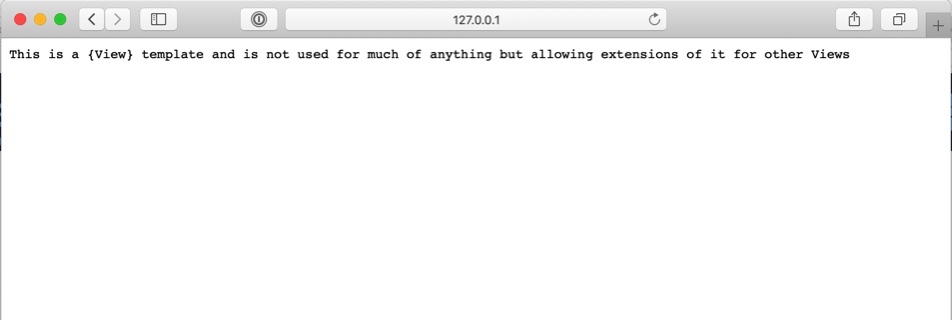 127.0.0.1
This is a {View} template and is not used for much of anything but allowing extensions of it for other Views